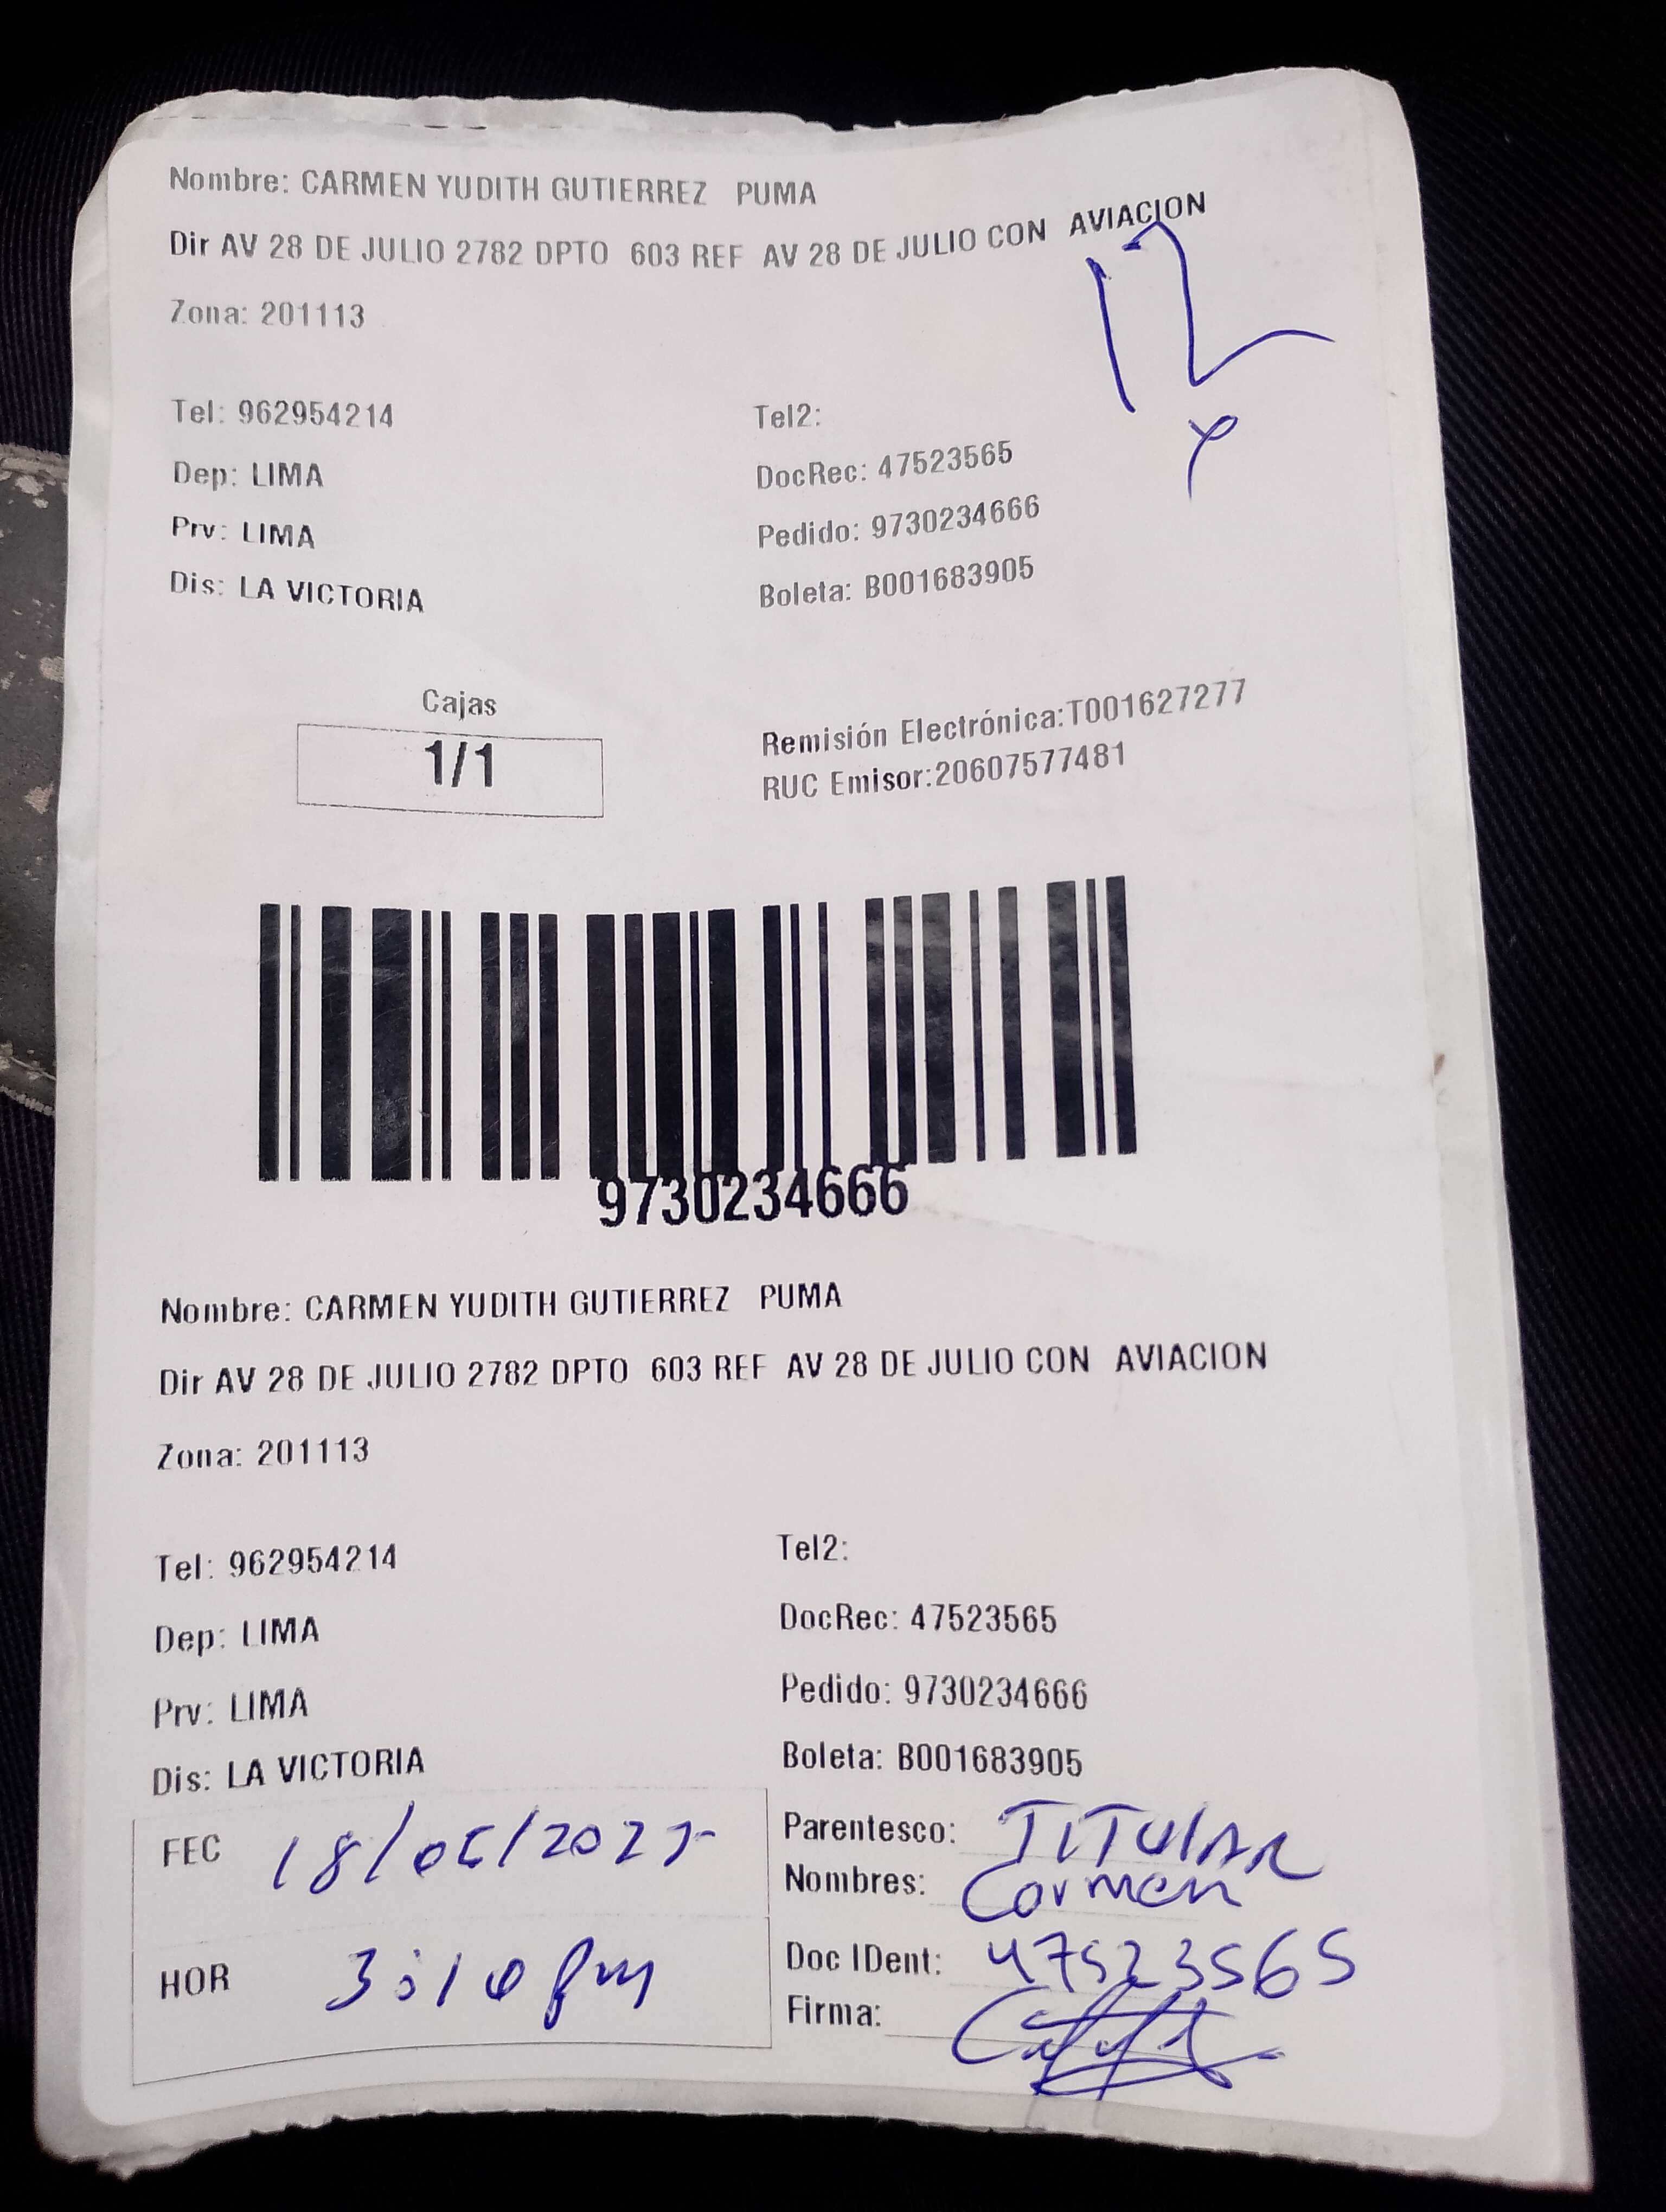 Nombre: CARMEN YUDITH GUTIERREZ PUMA
Dir AV 28 DE JULIO 2782 DPTO 603 REF AV 28 DE JULIO CON AVIACION
12
Zona: 201113
Tel: 962954214 Tel2:
Dep: LIMA DocRec: 47523565
Prv: LIMA Pedido: 9730234666
Dis: LA VICTORIA Boleta: B001683905
Cajas
1/1
Remisión Electrónica:T001627277
RUC Emisor:20607577481
9730234666
Nombre: CARMEN YUDITH GUTIERREZ PUMA
Dir AV 28 DE JULIO 2782 DPTO 603 REF AV 28 DE JULIO CON AVIACION
Zona: 201113
Tel: 962954214 Tel2:
Dep: LIMA DocRec: 47523565
Prv: LIMA Pedido: 9730234666
Dis: LA VICTORIA Boleta: B001683905
FEC
HOR 3:10 pm
Parentesco: TITULAR
Nombres: Carmen
Doc IDent: 47523565
Firma: